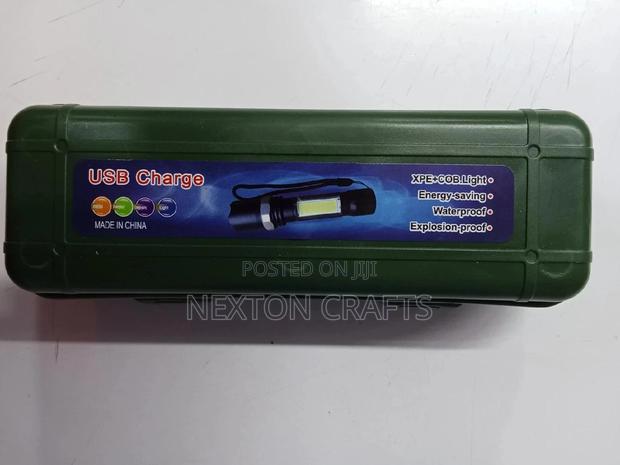 USB Charge
MADE IN CHINA
XPE+COB.Light
Energy-saving
Waterproof
Explosion-proof
POSTED ON JIJI
NEXTON CRAFTS